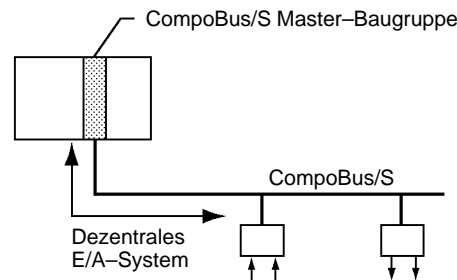 CompoBus/S Master–Baugruppe
CompoBus/S
Dezentrales
E/A–System